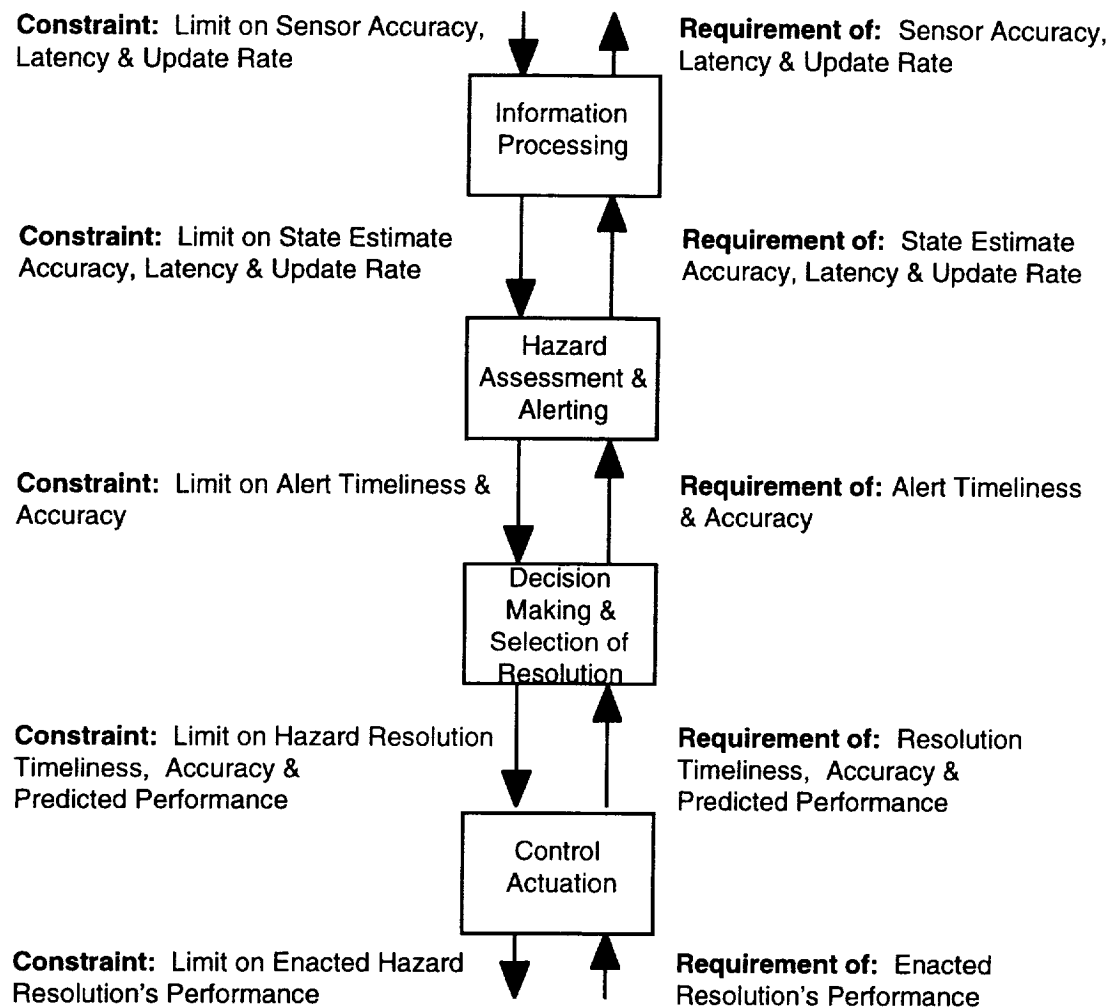 Constraint: Limit on Sensor Accuracy,
Latency & Update Rate
Requirement of: Sensor Accuracy,
Latency & Update Rate
Information
Processing
Constraint: Limit on State Estimate
Accuracy, Latency & Update Rate
Requirement of: State Estimate
Accuracy, Latency & Update Rate
Hazard
Assessment &
Alerting
Constraint: Limit on Alert Timeliness &
Accuracy
Requirement of: Alert Timeliness
& Accuracy
Decision
Making &
Selection of
Resolution
Constraint: Limit on Hazard Resolution
Timeliness, Accuracy &
Predicted Performance
Requirement of: Resolution
Timeliness, Accuracy &
Predicted Performance
Control
Actuation
Constraint: Limit on Enacted Hazard
Resolution's Performance
Requirement of: Enacted
Resolution's Performance